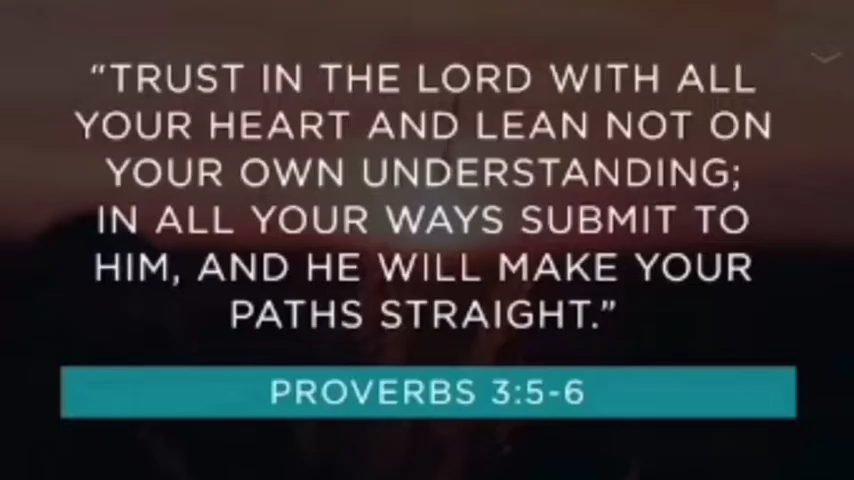 “TRUST IN THE LORD WITH ALL
YOUR HEART AND LEAN NOT ON
YOUR OWN UNDERSTANDING;
IN ALL YOUR WAYS SUBMIT TO
HIM, AND HE WILL MAKE YOUR
PATHS STRAIGHT.”
PROVERBS 3:5-6